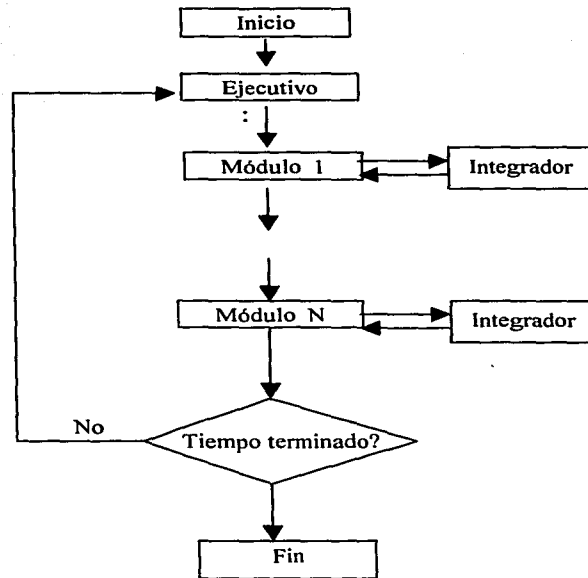 Inicio
Ejecutivo
:
Módulo 1
Integrador
Módulo N
Integrador
No
Tiempo terminado?
Fin